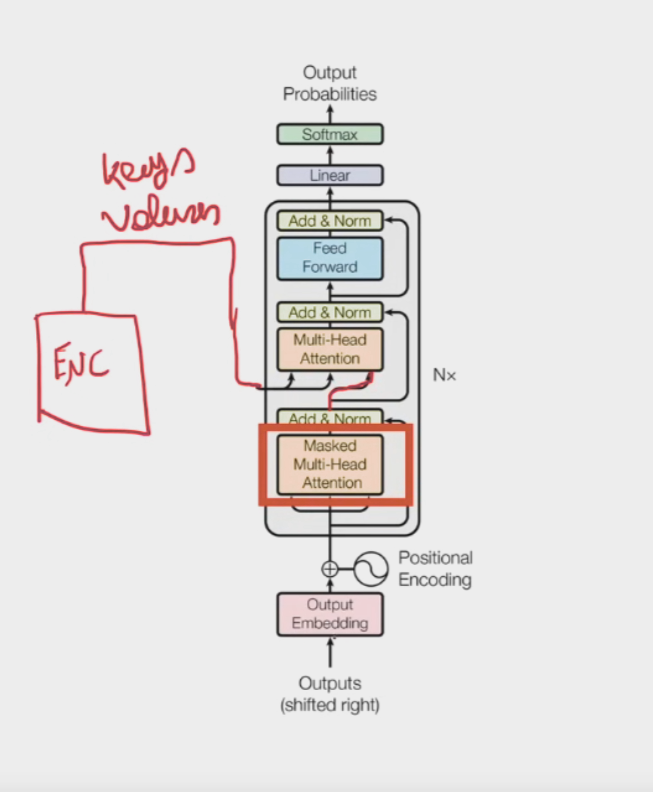 Output
Probabilities
Softmax
Linear
keys
Values
Add & Norm
Feed
Forward
Add & Norm
Multi-Head
Attention
ENC
Nx
Add & Norm
Masked
Multi-Head
Attention
Positional
Encoding
Output
Embedding
Outputs
(shifted right)